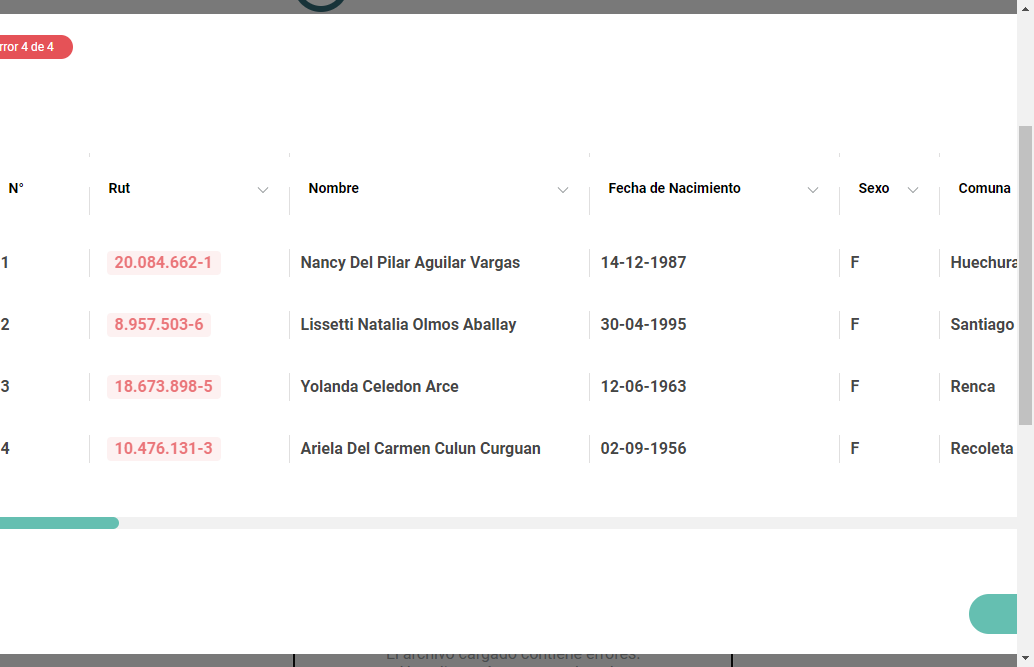 rror 4 de 4
N° Rut Nombre Fecha de Nacimiento Sexo Comuna
1 20.084.662-1 Nancy Del Pilar Aguilar Vargas 14-12-1987 F Huechura
2 8.957.503-6 Lissetti Natalia Olmos Aballay 30-04-1995 F Santiago
3 18.673.898-5 Yolanda Celedon Arce 12-06-1963 F Renca
4 10.476.131-3 Ariela Del Carmen Culun Curguan 02-09-1956 F Recoleta
El archivo cargado contiene errores.